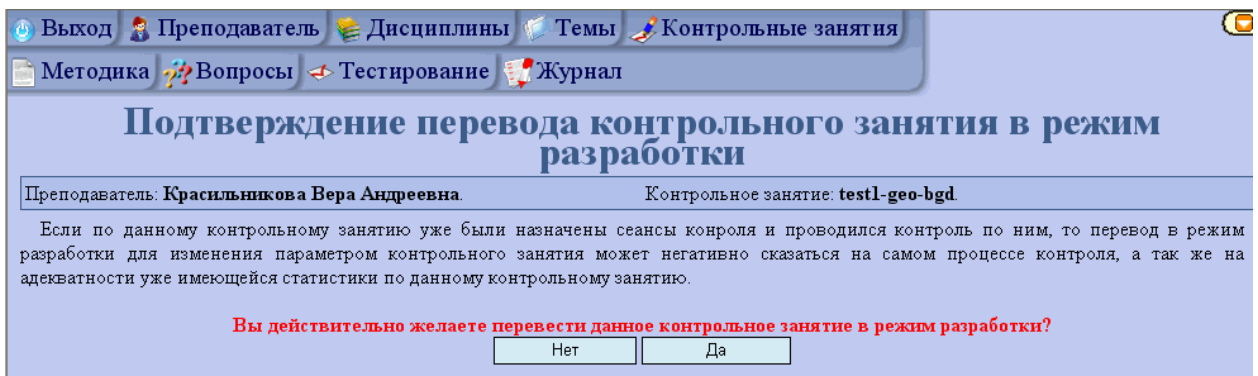 Выход Преподаватель Дисциплины Темы Контрольные занятия
Методика Вопросы Тестирование Журнал
Подтверждение перевода контрольного занятия в режим
разработки
Преподаватель: Красильникова Вера Андреевна. Контрольное занятие: test1-geo-bgd.
Если по данному контрольному занятию уже были назначены сеансы конроля и проводился контроль по ним, то перевод в режим
разработки для изменения параметром контрольного занятия может негативно сказаться на самом процессе контроля, а так же на
адекватности уже имеющейся статистики по данному контрольному занятию.
Вы действительно желаете перевести данное контрольное занятие в режим разработки?
Нет Да